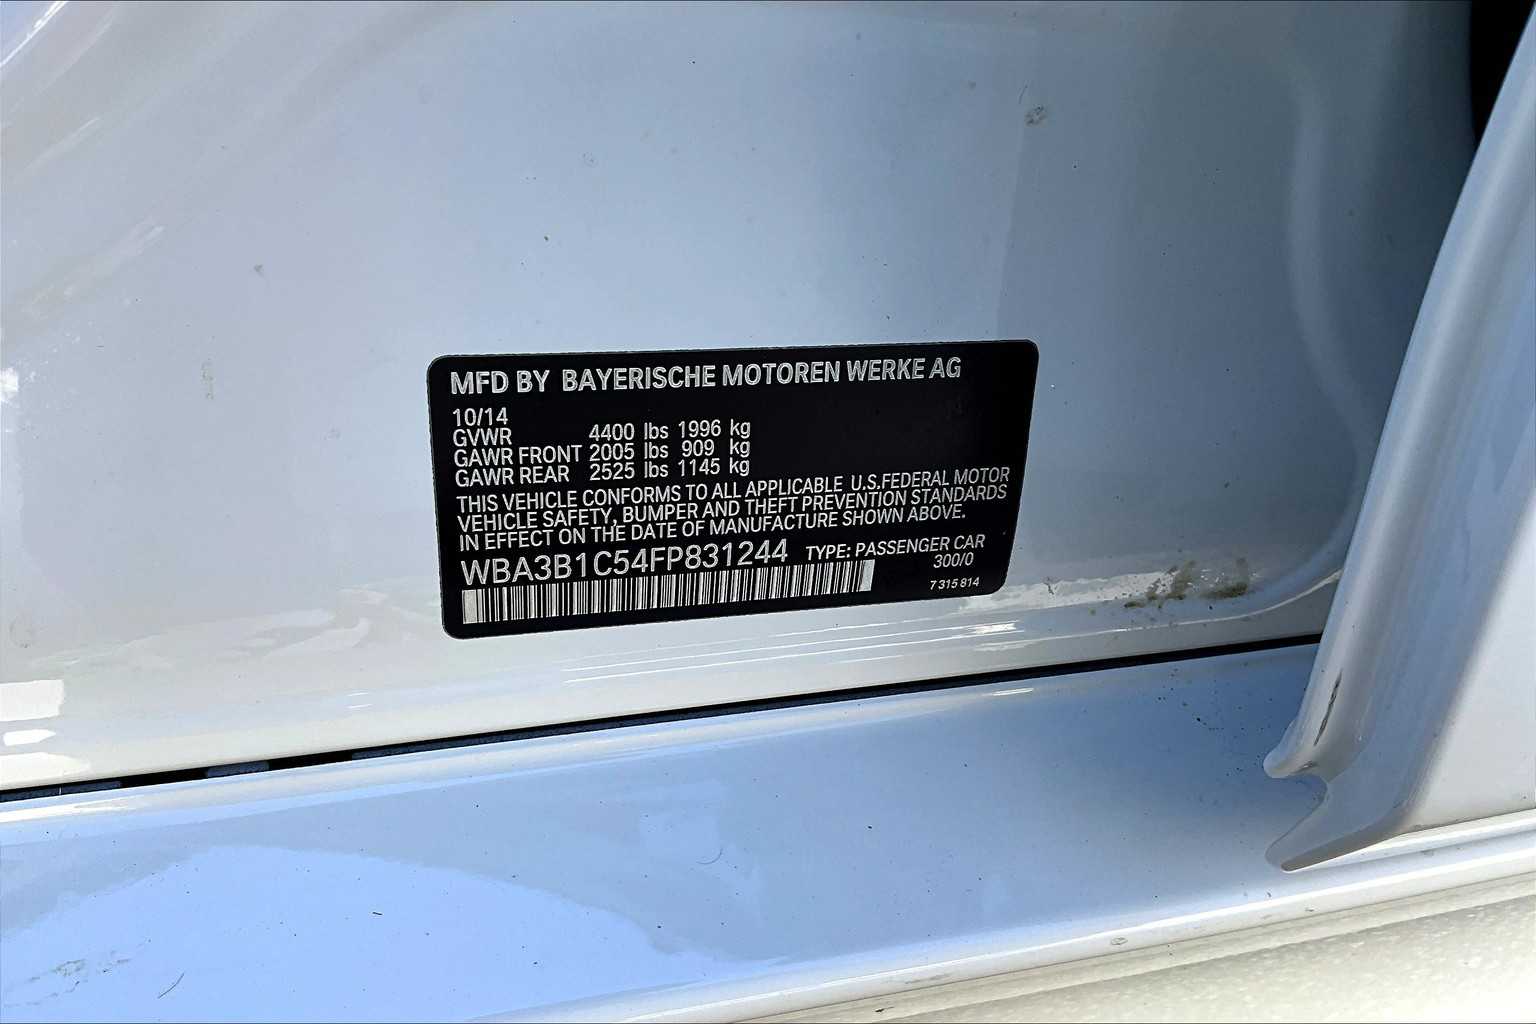 MFD BY BAYERISCHE MOTOREN WERKE AG
10/14
GVWR 4400 lbs 1996 kg
GAWR FRONT 2005 lbs 909 kg
GAWR REAR 2525 lbs 1145 kg
THIS VEHICLE CONFORMS TO ALL APPLICABLE U.S.FEDERAL MOTOR
VEHICLE SAFETY, BUMPER AND THEFT PREVENTION STANDARDS
IN EFFECT ON THE DATE OF MANUFACTURE SHOWN ABOVE.
WBA3B1C54FP831244 TYPE: PASSENGER CAR
300/0
7 315 814